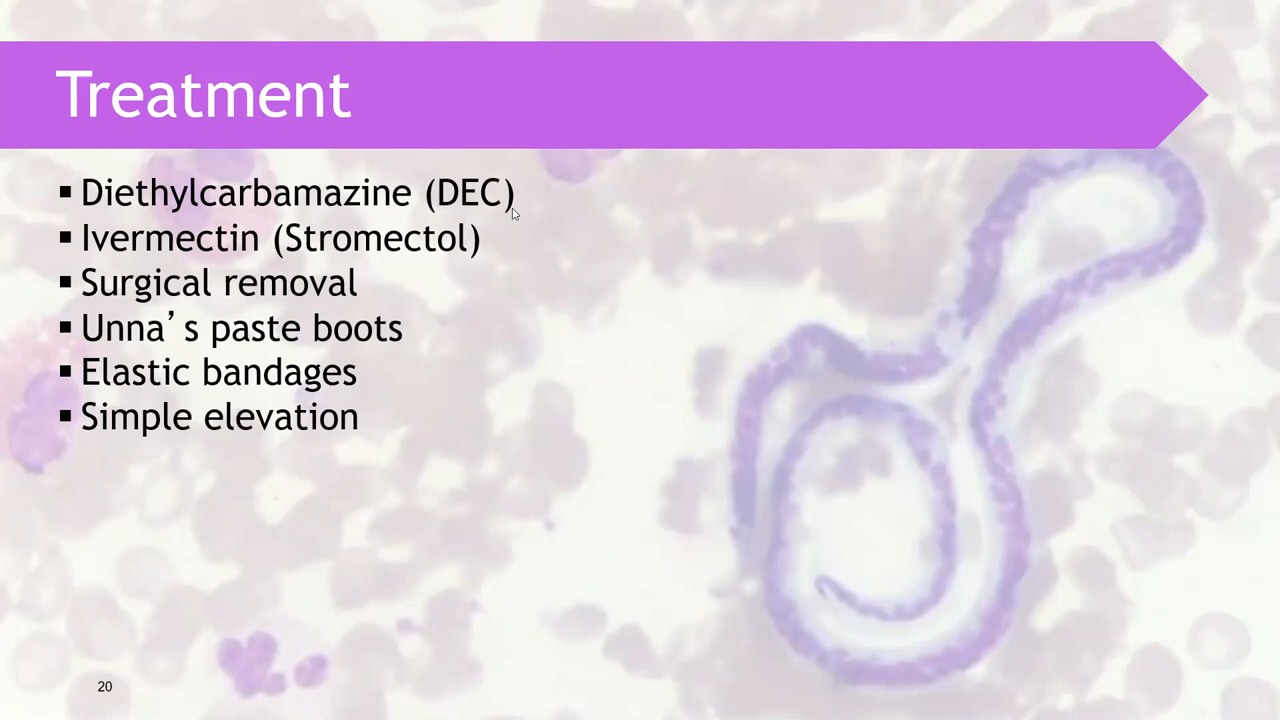 Treatment
▪ Diethylcarbamazine (DEC)
▪ Ivermectin (Stromectol)
▪ Surgical removal
▪ Unna’s paste boots
▪ Elastic bandages
▪ Simple elevation
20